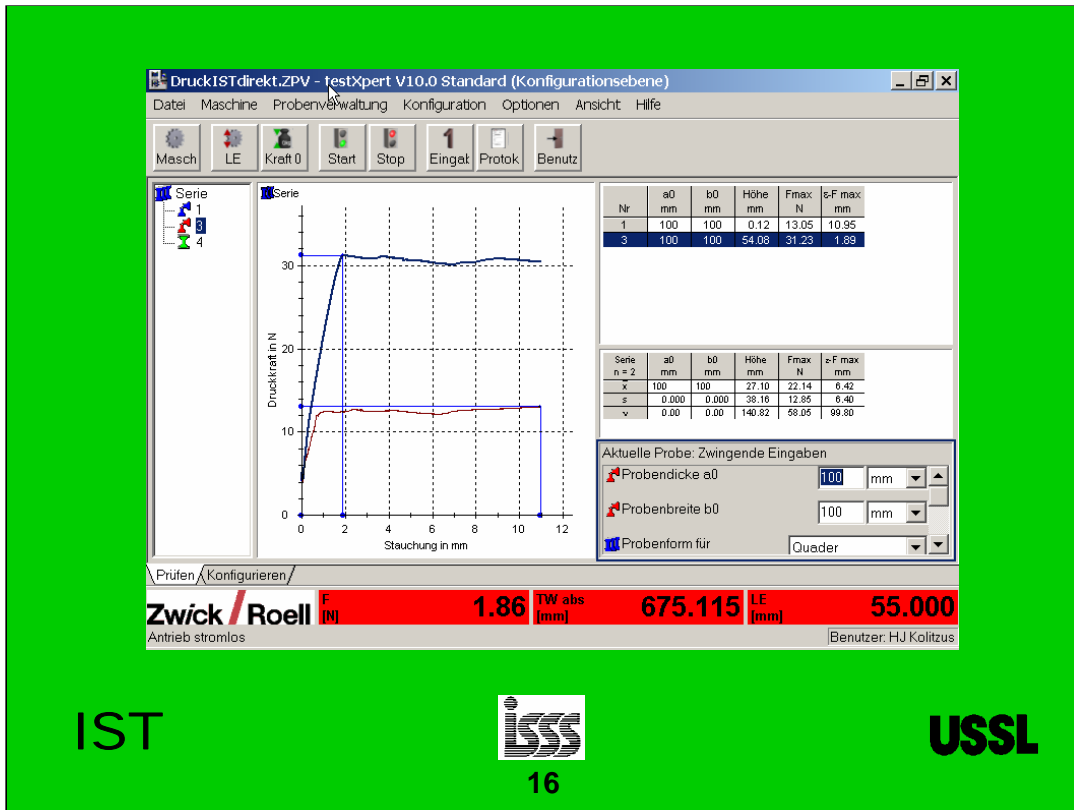 DruckISTdirekt.ZPV - testXpert V10.0 Standard (Konfigurationsebene)
Datei Maschine Probenverwaltung Konfiguration Optionen Ansicht Hilfe
Masch LE Kraft 0 Start Stop Eingab Protok Benutz
Serie
1
3
4
Serie
Druckkraft in N
30
20
10
0
0 2 4 6 8 10 12
Stauchung in mm
Nr a0 mm b0 mm Höhe mm Fmax N ε-F max mm
1 100 100 0.12 13.05 10.95
3 100 100 54.08 31.23 1.89
Serie n = 2 a0 mm b0 mm Höhe mm Fmax N ε-F max mm
x̄ 100 100 27.10 22.14 6.42
s 0.000 0.000 38.16 12.85 6.40
ν 0.00 0.00 140.82 58.05 99.80
Aktuelle Probe: Zwingende Eingaben
Probendicke a0 100 mm
Probenbreite b0 100 mm
Probenform für Quader
Prüfen Konfigurieren
Zwick / Roell F [N] 1.86 TW abs [mm] 675.115 LE [mm] 55.000
Antrieb stromlos Benutzer: HJ Kolitzus
IST isss USSL
16